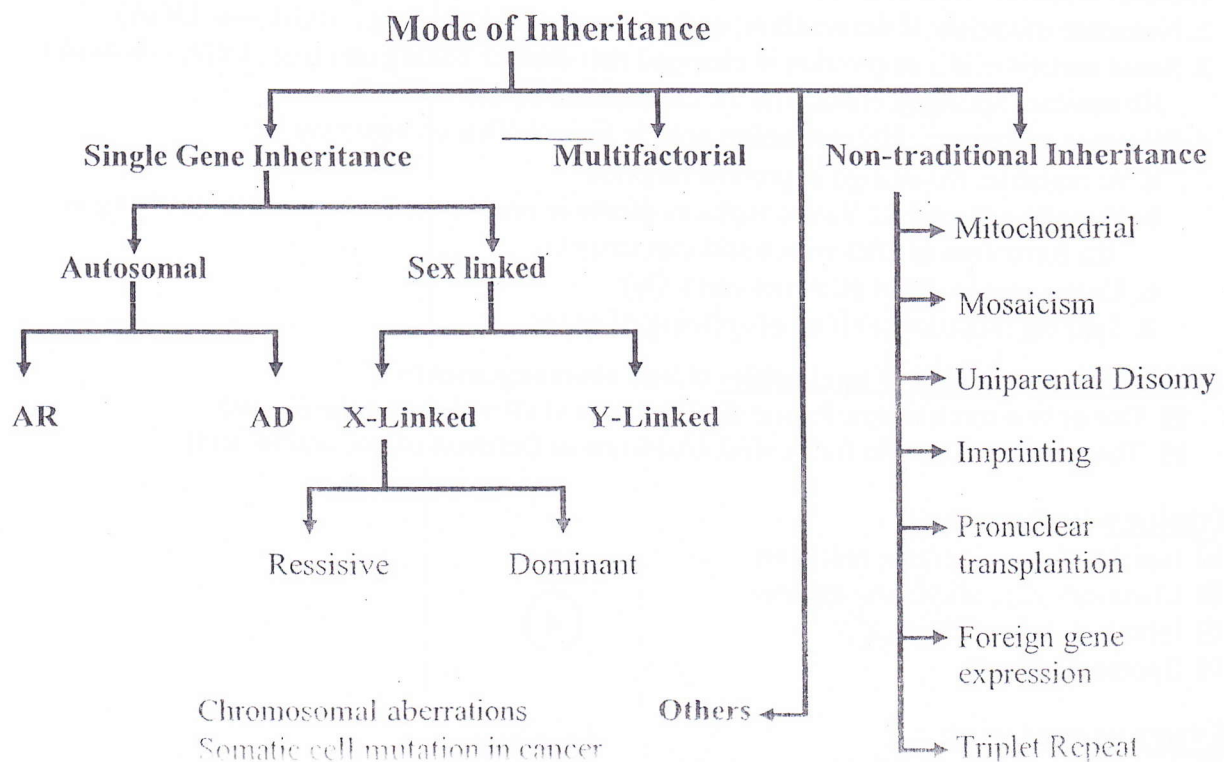 Mode of Inheritance
Single Gene Inheritance
Multifactorial
Non-traditional Inheritance
Autosomal
Sex linked
AR
AD
X-Linked
Y-Linked
Ressisive
Dominant
Mitochondrial
Mosaicism
Uniparental Disomy
Imprinting
Pronuclear
transplantion
Foreign gene
expression
Triplet Repeat
Others
Chromosomal aberrations
Somatic cell mutation in cancer